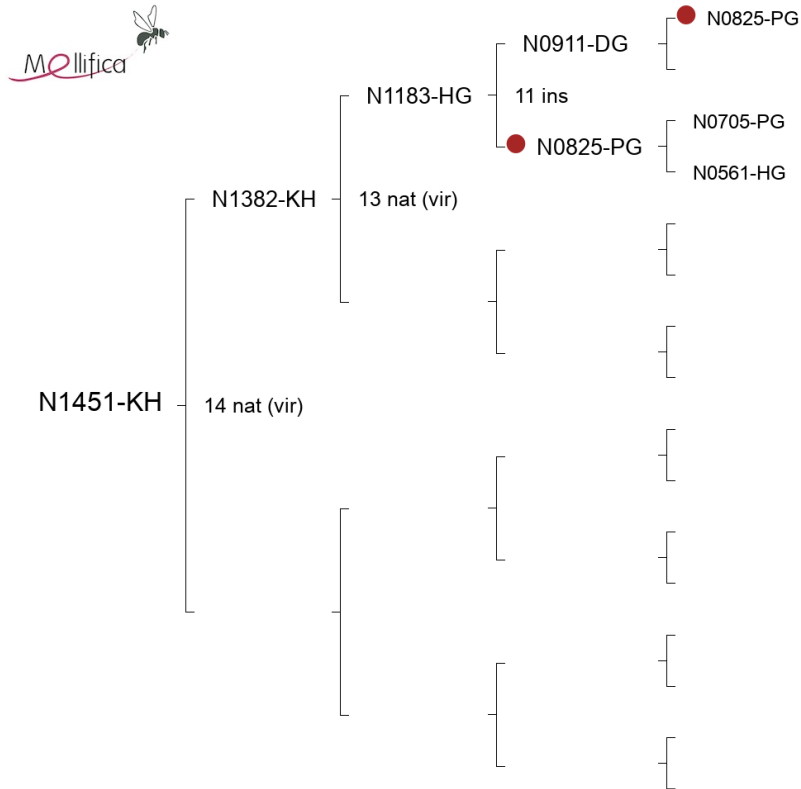 Mellifica
N0825-PG
N0911-DG
N1183-HG
11 ins
N0705-PG
N0825-PG
N0561-HG
N1382-KH
13 nat (vir)
N1451-KH
14 nat (vir)